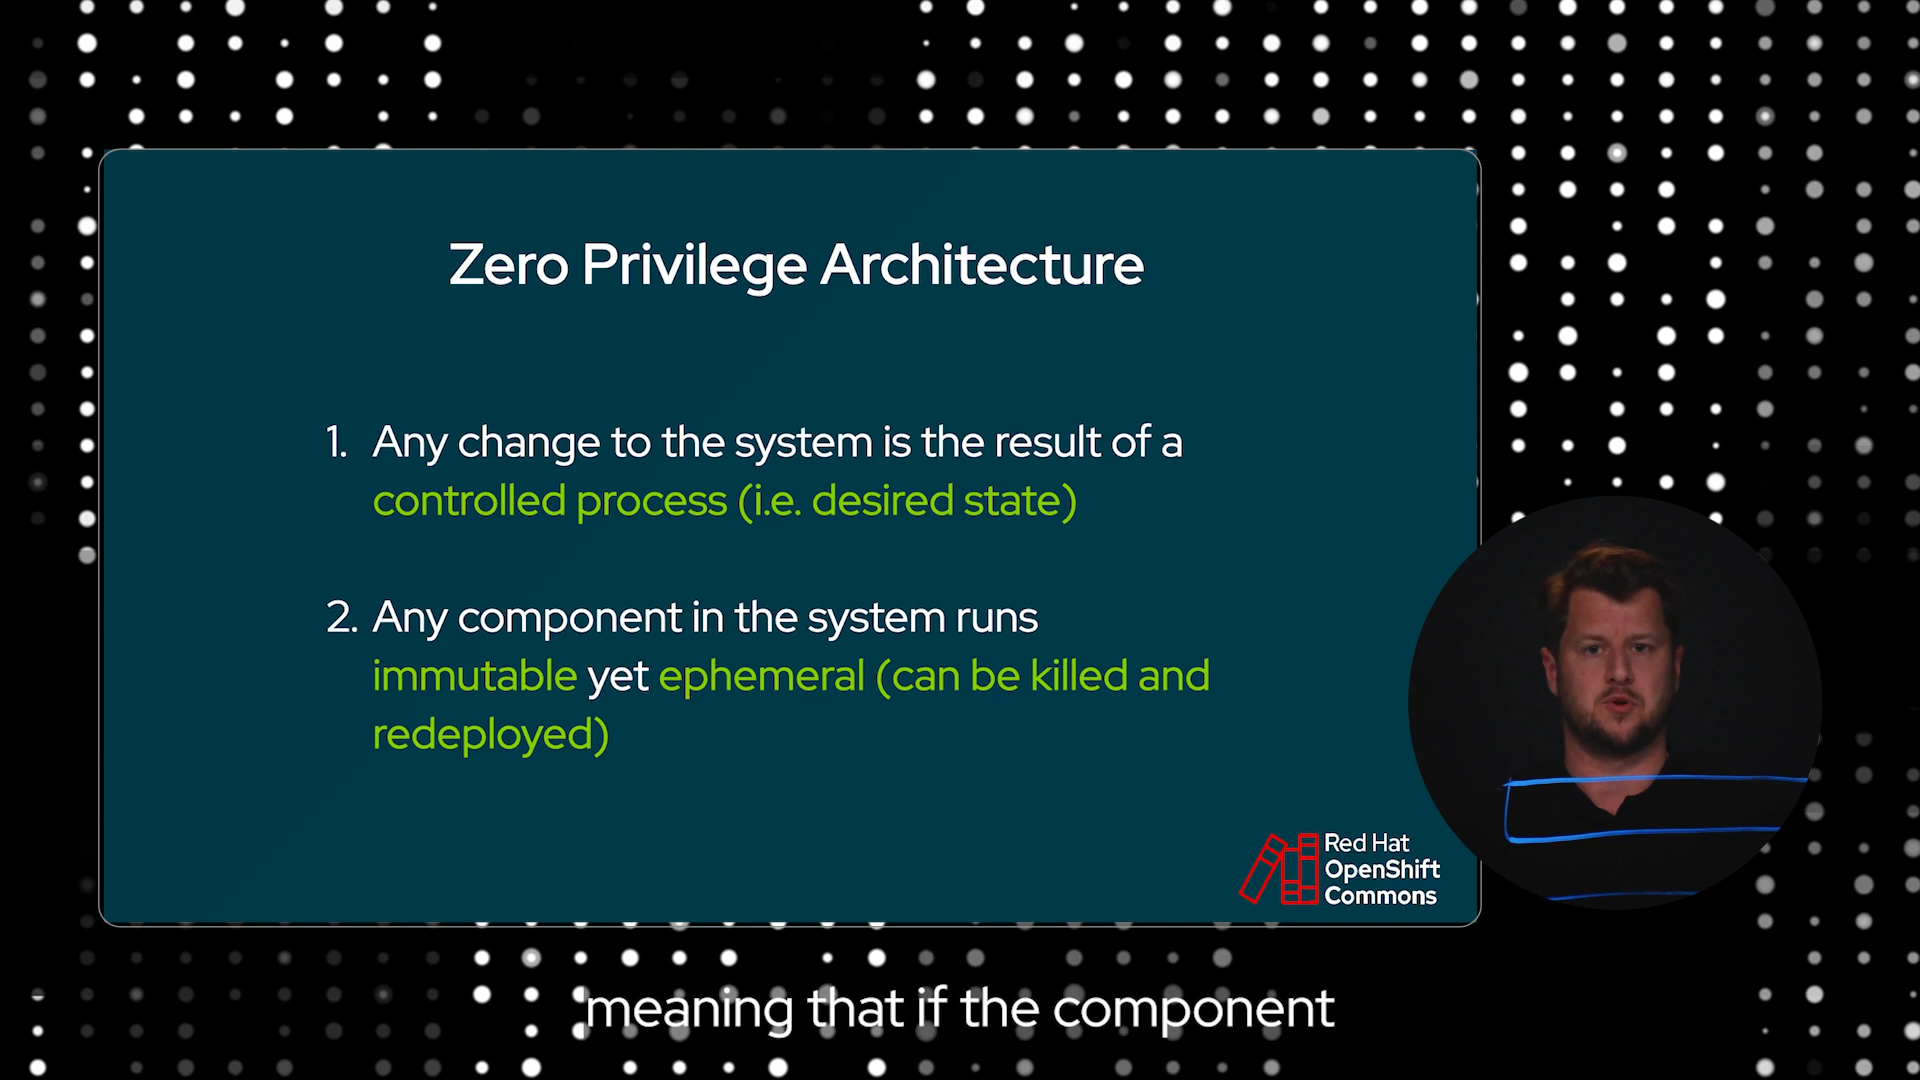 Zero Privilege Architecture
1. Any change to the system is the result of a
controlled process (i.e. desired state)
2. Any component in the system runs
immutable yet ephemeral (can be killed and
redeployed)
Red Hat
OpenShift
Commons
meaning that if the component